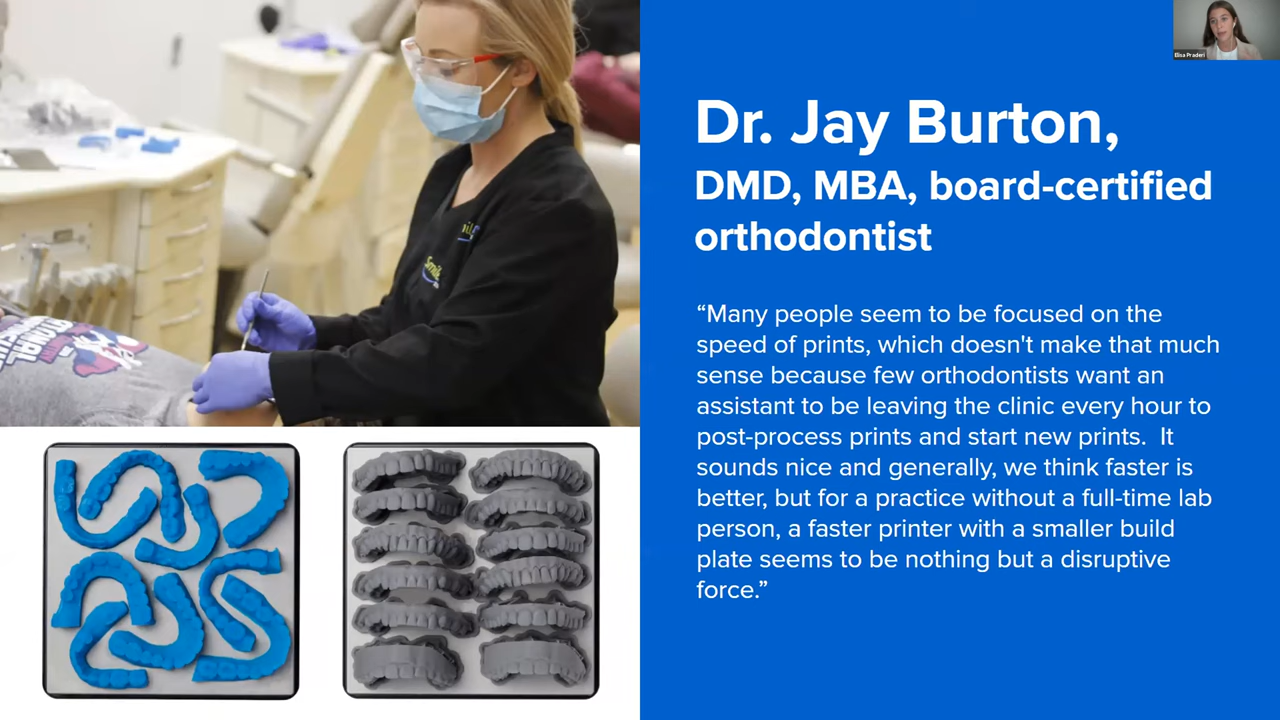 Elisa Praderi
Dr. Jay Burton,
DMD, MBA, board-certified
orthodontist
“Many people seem to be focused on the
speed of prints, which doesn't make that much
sense because few orthodontists want an
assistant to be leaving the clinic every hour to
post-process prints and start new prints.  It
sounds nice and generally, we think faster is
better, but for a practice without a full-time lab
person, a faster printer with a smaller build
plate seems to be nothing but a disruptive
force.”